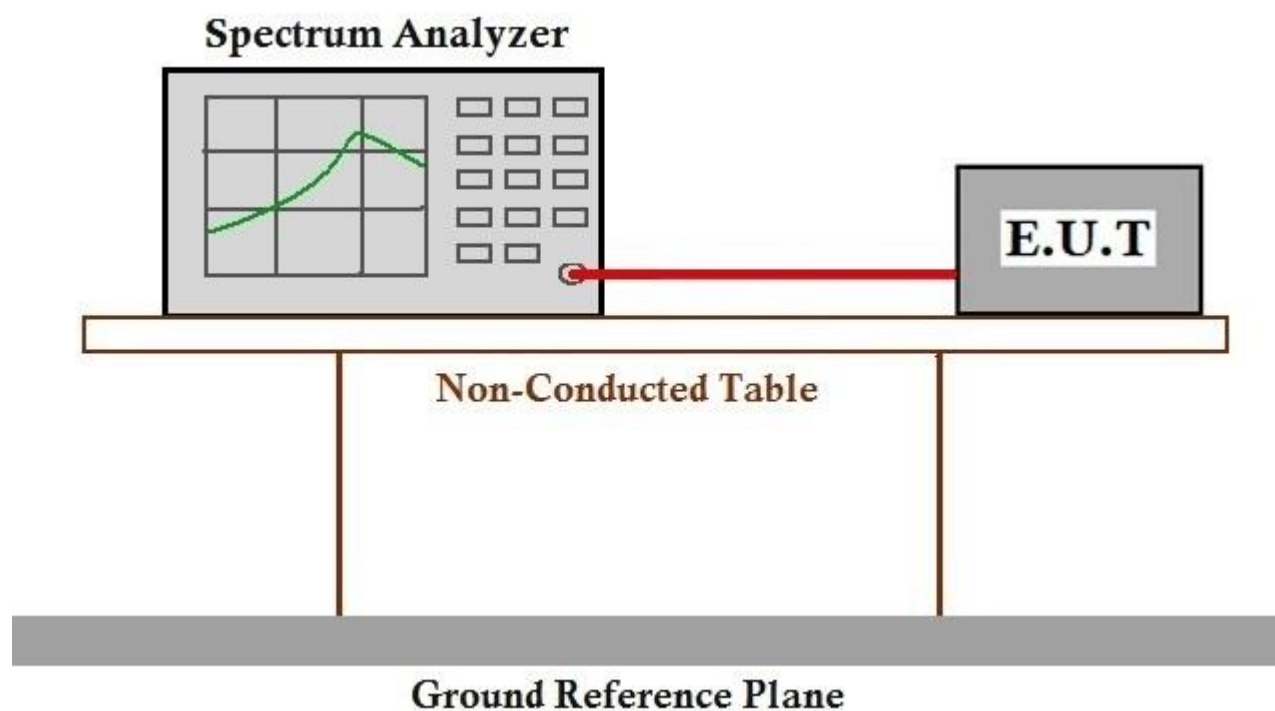 Spectrum Analyzer
E.U.T
Non-Conducted Table
Ground Reference Plane